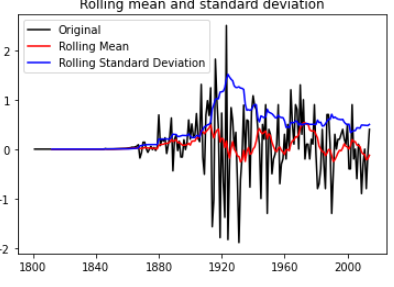 Rolling mean and standard deviation
Original
Rolling Mean
Rolling Standard Deviation
2
1
0
-1
-2
1800 1840 1880 1920 1960 2000